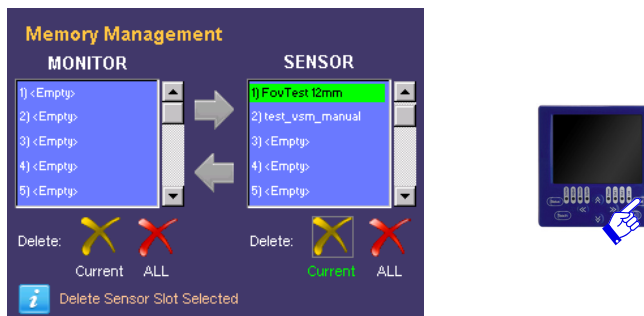 Memory Management
MONITOR
1) <Empty>
2) <Empty>
3) <Empty>
4) <Empty>
5) <Empty>
SENSOR
1) FovTest 12mm
2) test_vsm_manual
3) <Empty>
4) <Empty>
5) <Empty>
Delete:
Current ALL
Delete:
Current ALL
i Delete Sensor Slot Selected